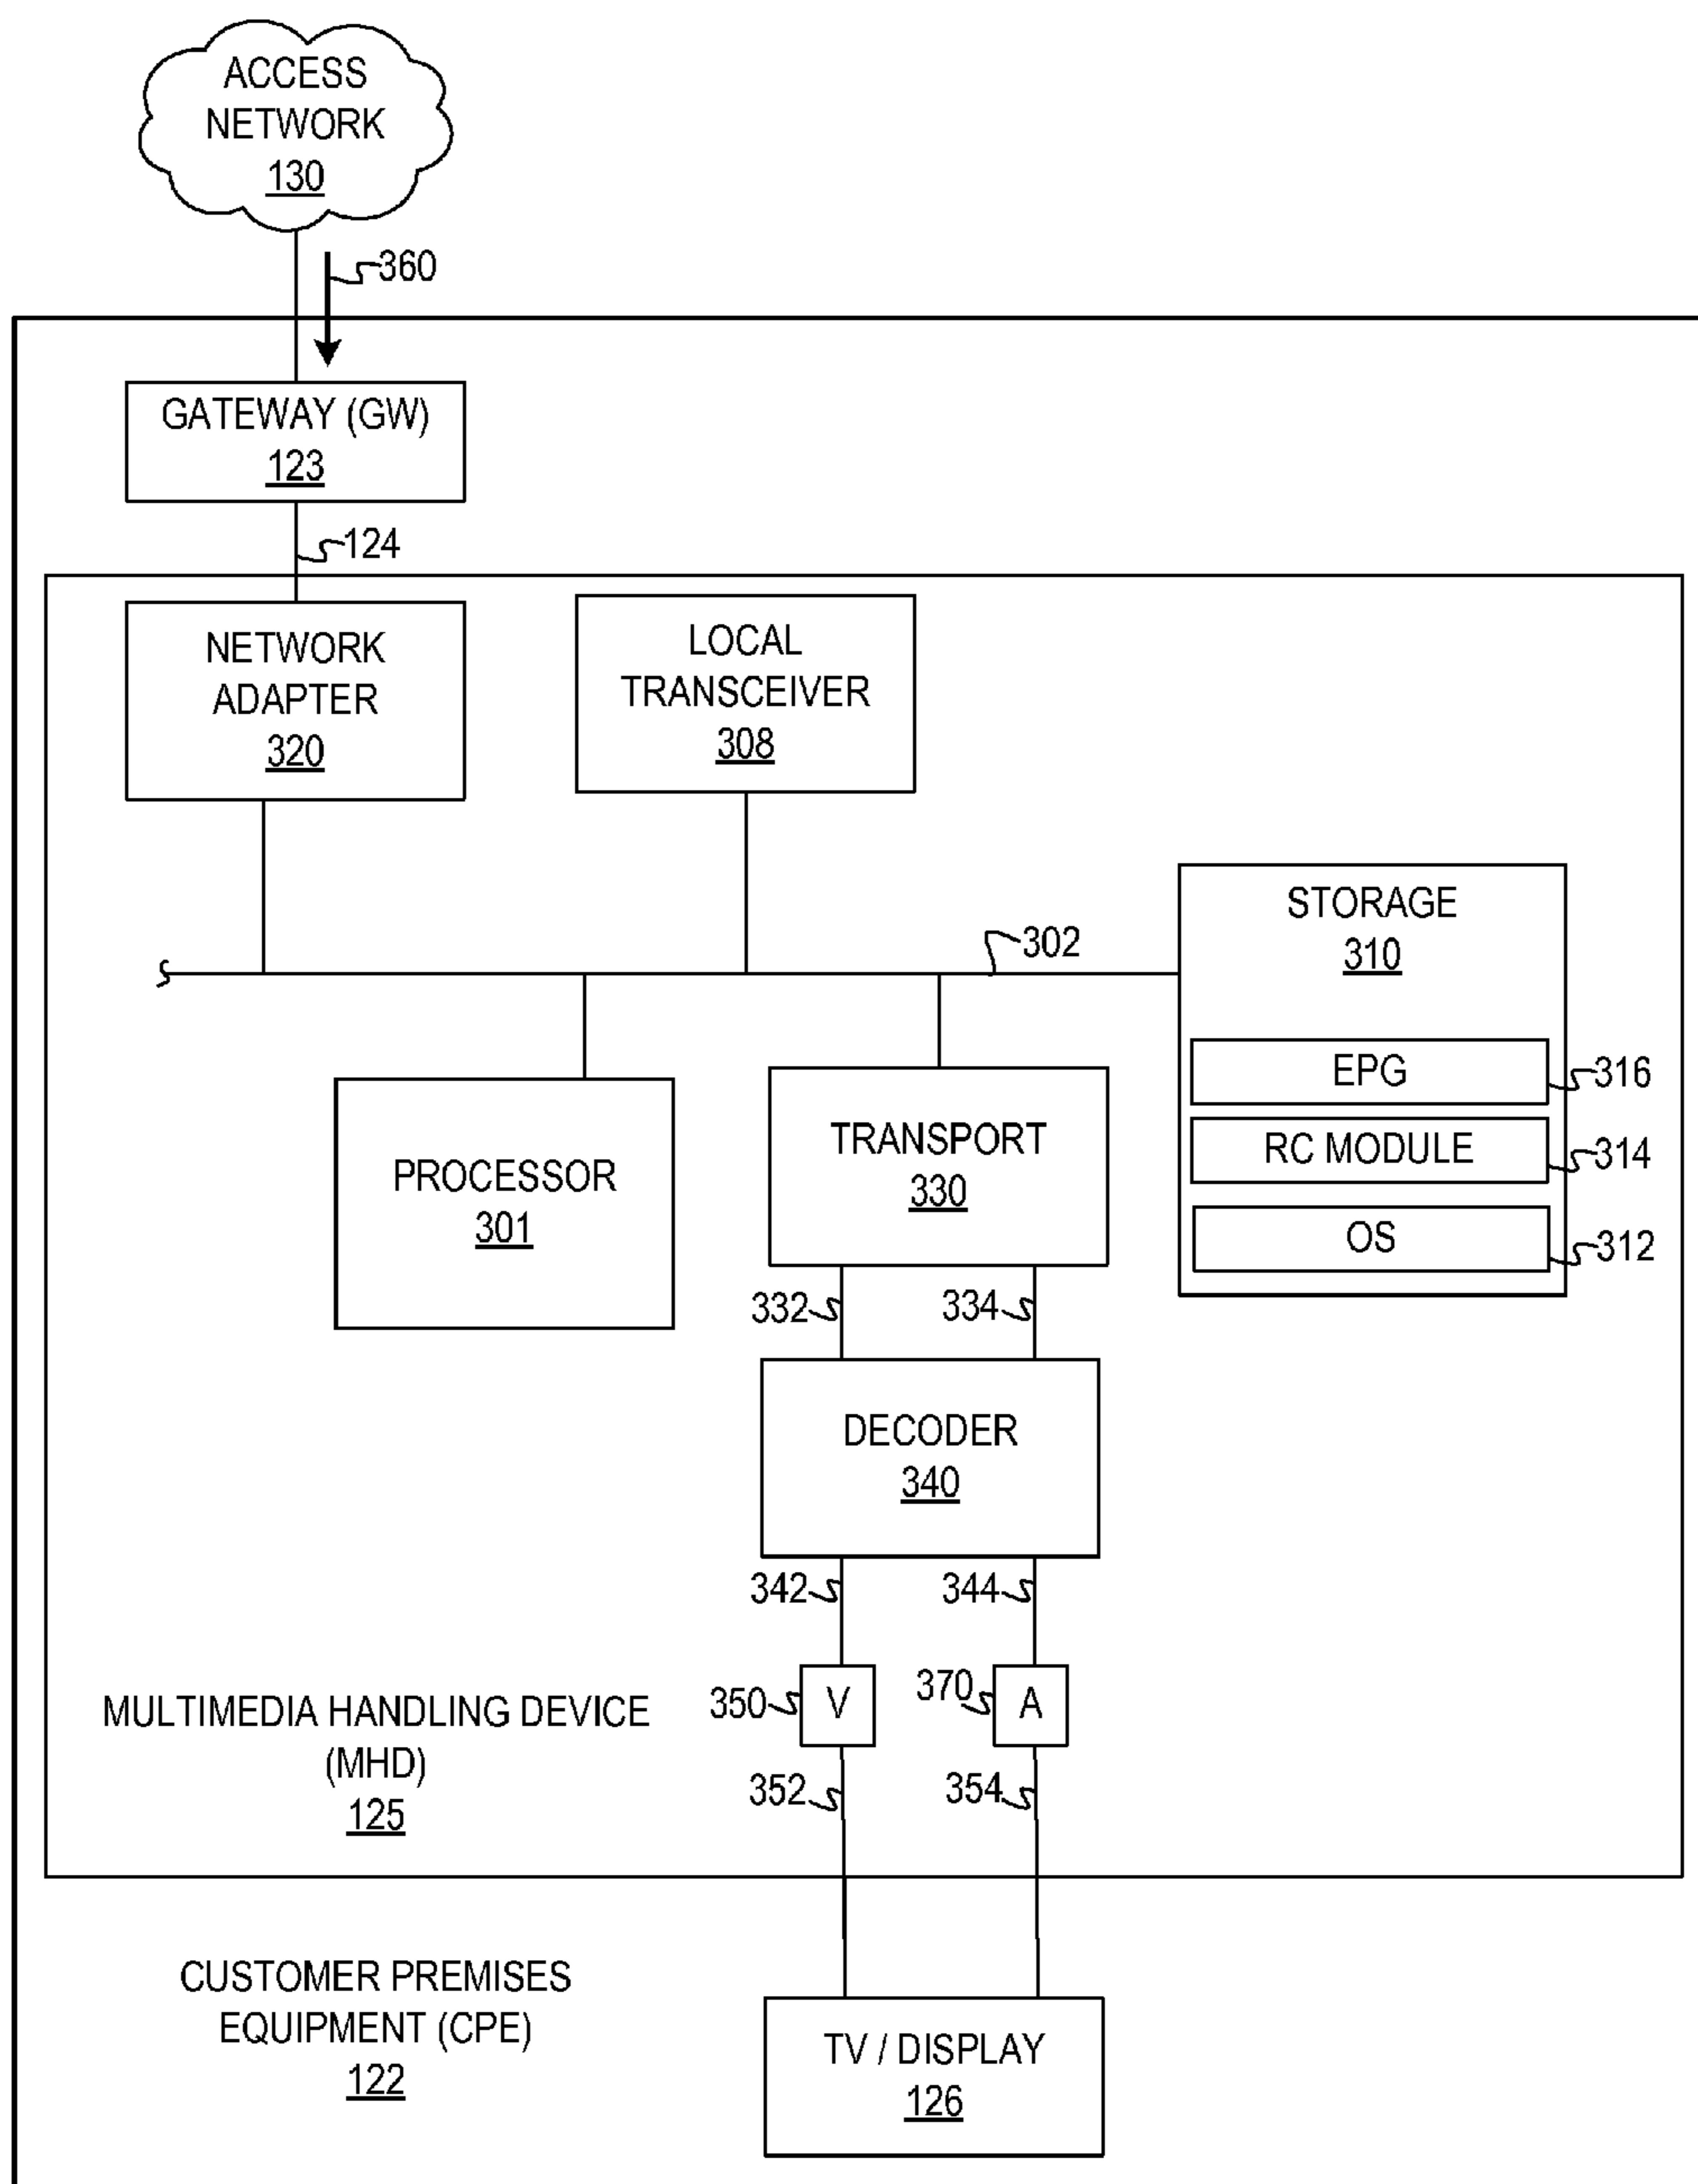 ACCESS
NETWORK
130
360
GATEWAY (GW)
123
124
NETWORK
ADAPTER
320
LOCAL
TRANSCEIVER
308
302
STORAGE
310
EPG
316
RC MODULE
314
OS
312
PROCESSOR
301
TRANSPORT
330
332
334
DECODER
340
342
344
350
V
370
A
352
354
MULTIMEDIA HANDLING DEVICE
(MHD)
125
CUSTOMER PREMISES
EQUIPMENT (CPE)
122
TV / DISPLAY
126